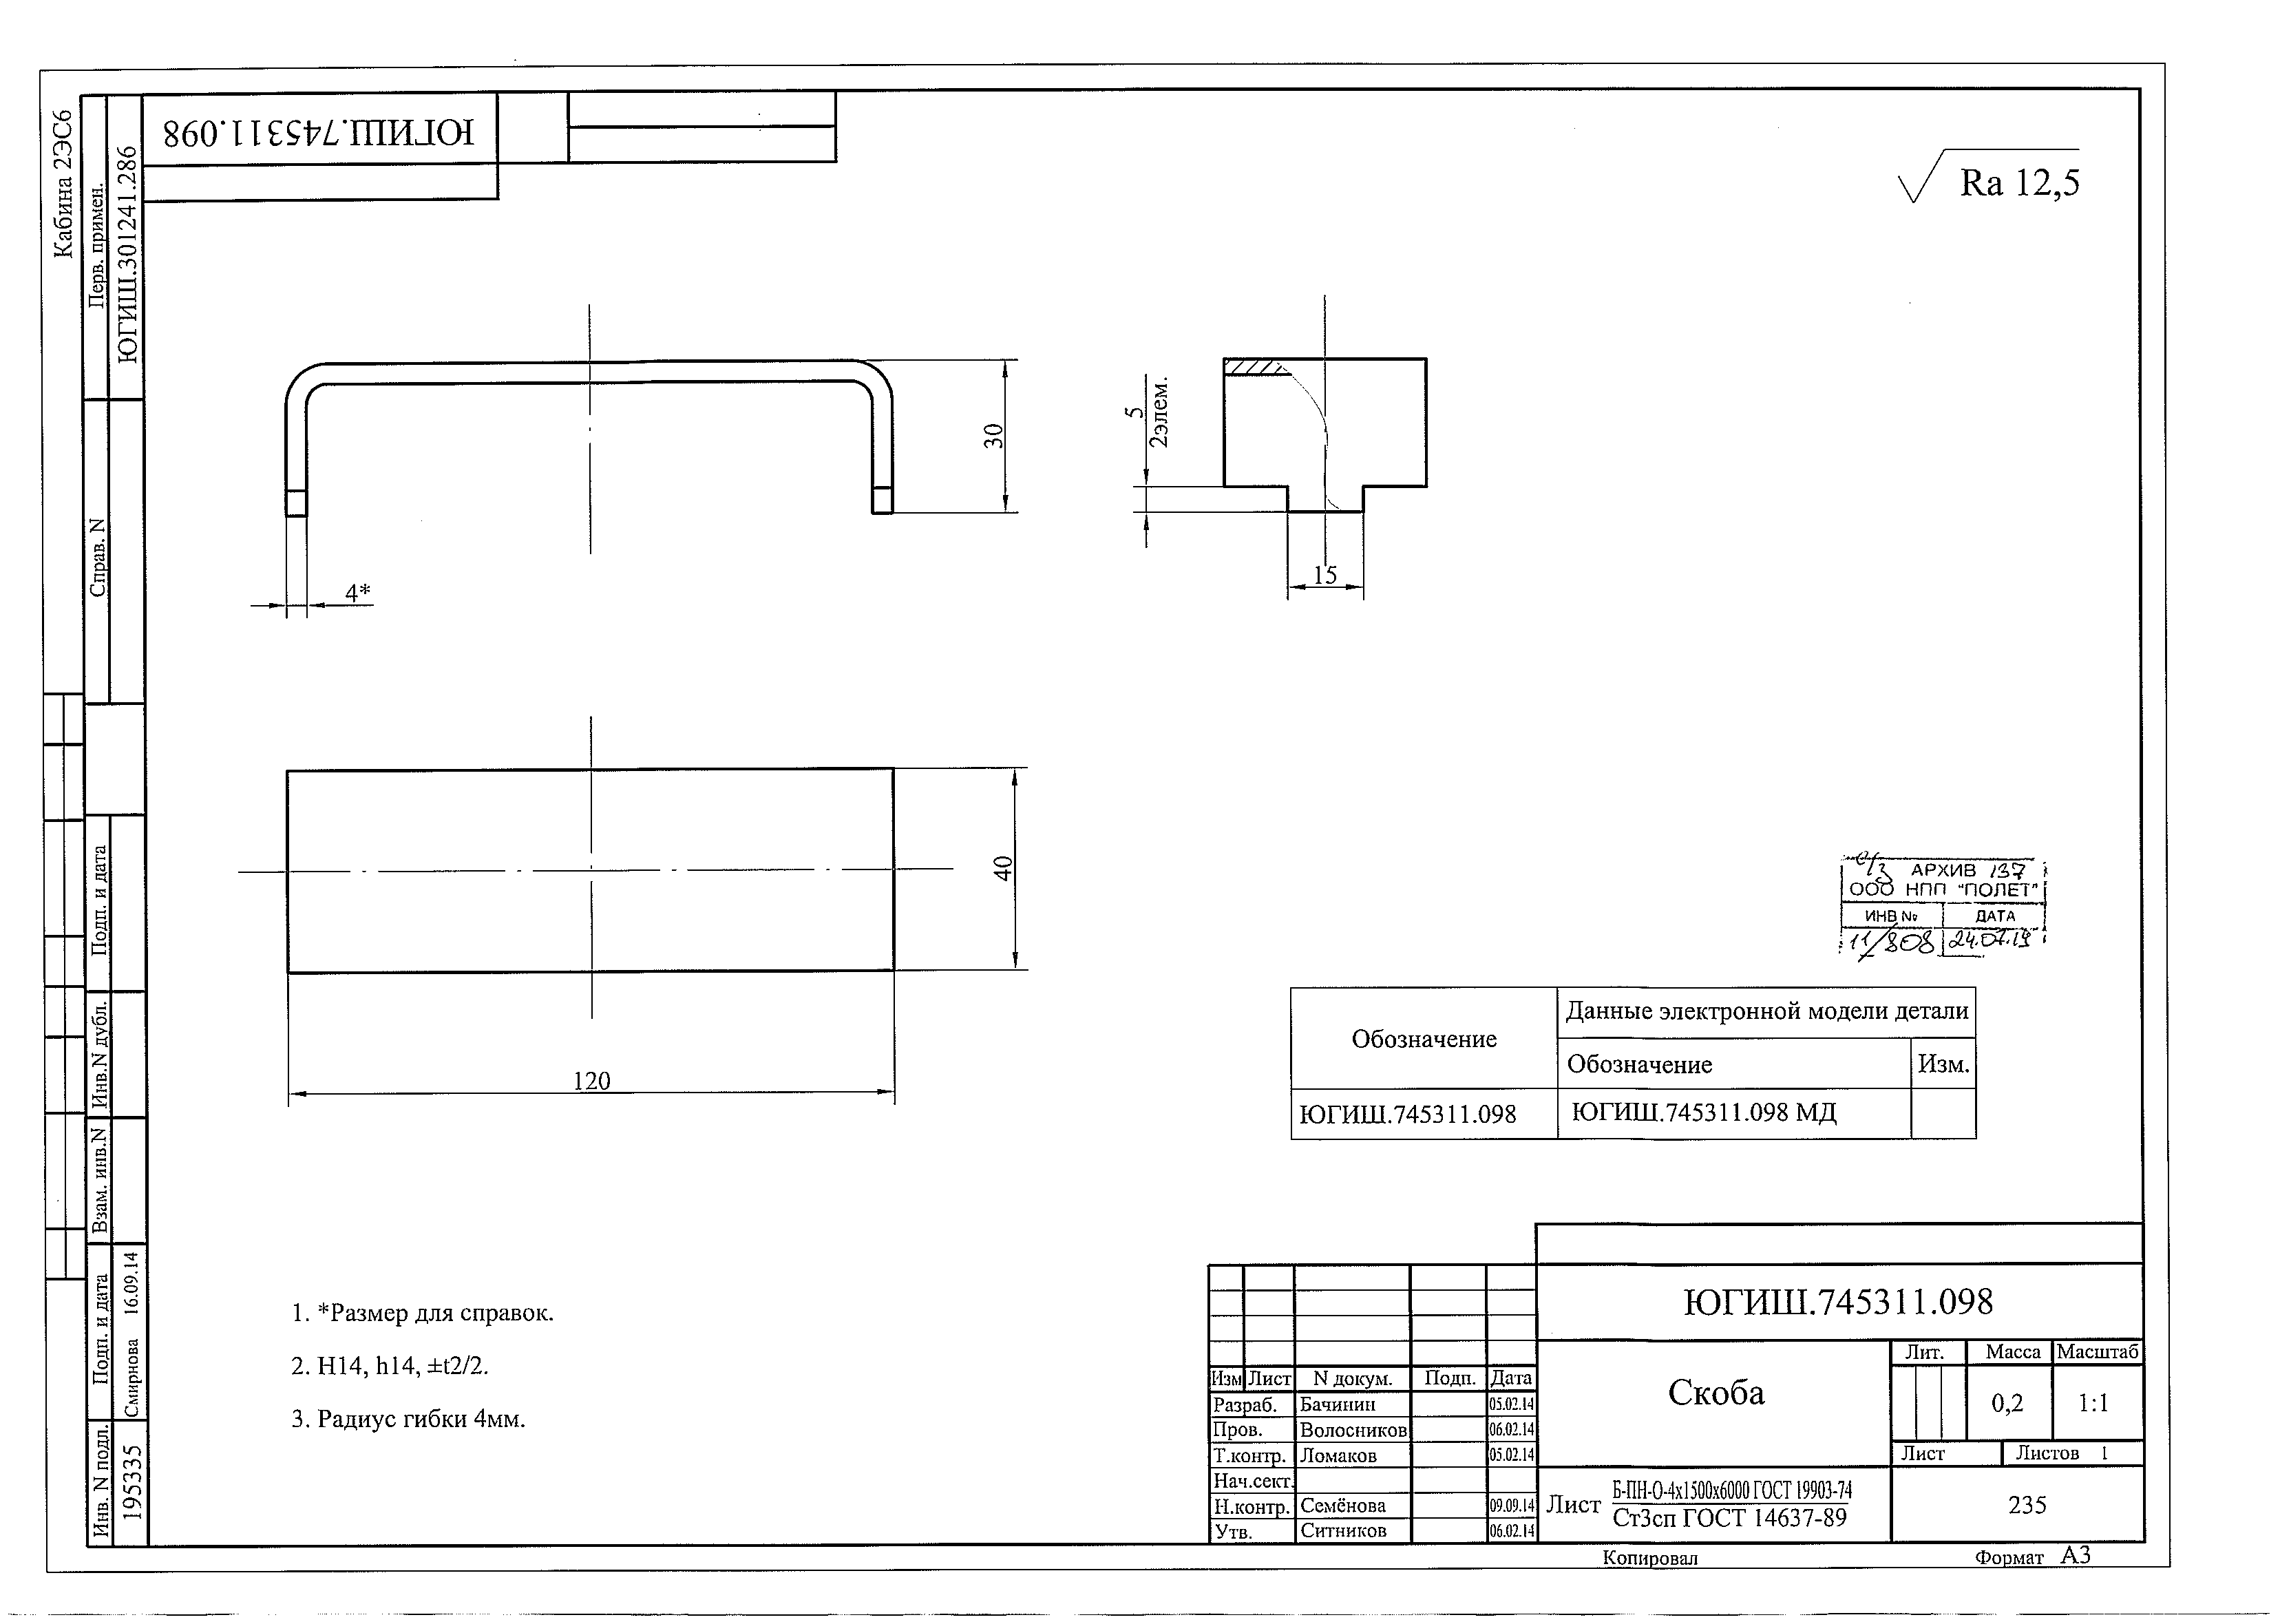 Кабина 2ЭС6
Перв. примен.
ЮГИШ.301241.286
Справ. N
Подп. и дата
Инв.N дубл.
Взам. инв.N
Подп. и дата
Смирнова 16.09.14
Инв. N подл.
195335
ЮГИШ.745311.098
Ra 12,5
30
4*
5
2элем.
15
40
120
АРХИВ 137
ООО НПП "ПОЛЕТ"
ИНВ № ДАТА
11/808 24.07.19
Обозначение
Данные электронной модели детали
Обозначение Изм.
ЮГИШ.745311.098 ЮГИШ.745311.098 МД
1. *Размер для справок.
2. H14, h14, ±t2/2.
3. Радиус гибки 4мм.
ЮГИШ.745311.098
Изм Лист N докум. Подп. Дата
Разраб. Бачинин 05.02.14
Пров. Волосников 06.02.14
Т.контр. Ломаков 05.02.14
Нач.сект.
Н.контр. Семёнова 09.09.14
Утв. Ситников 06.02.14
Скоба
Лит. Масса Масштаб
0,2 1:1
Лист Листов 1
Лист Б-ПН-О-4х1500х6000 ГОСТ 19903-74
Ст3сп ГОСТ 14637-89
235
Копировал Формат А3